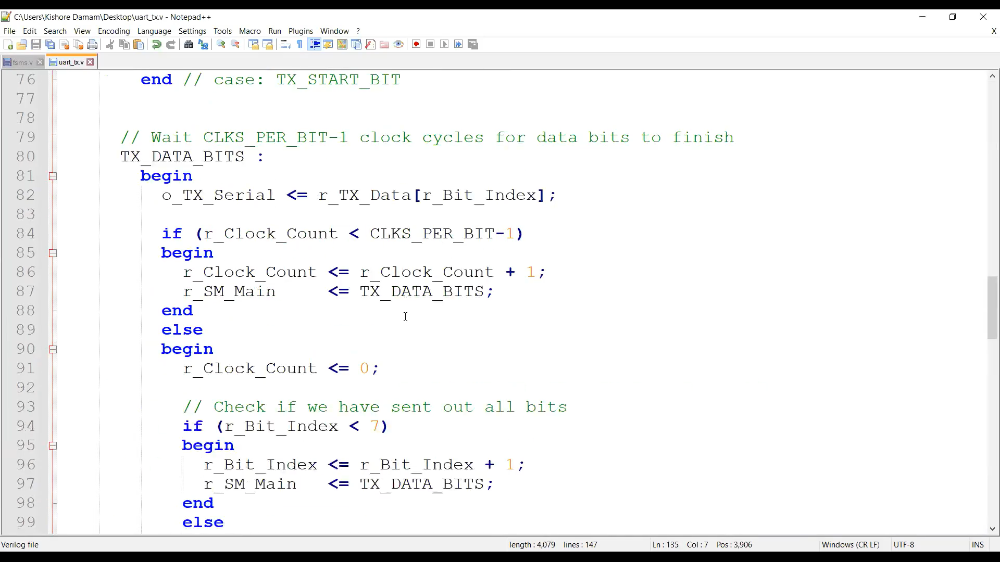 C:\Users\Kishore Damam\Desktop\uart_tx.v - Notepad++
File Edit Search View Encoding Language Settings Tools Macro Run Plugins Window ? X
fsms.v uart_tx.v
76 end // case: TX_START_BIT
77
78
79 // Wait CLKS_PER_BIT-1 clock cycles for data bits to finish
80 TX_DATA_BITS :
81 begin
82 o_TX_Serial <= r_TX_Data[r_Bit_Index];
83
84 if (r_Clock_Count < CLKS_PER_BIT-1)
85 begin
86 r_Clock_Count <= r_Clock_Count + 1;
87 r_SM_Main <= TX_DATA_BITS;
88 end
89 else
90 begin
91 r_Clock_Count <= 0;
92
93 // Check if we have sent out all bits
94 if (r_Bit_Index < 7)
95 begin
96 r_Bit_Index <= r_Bit_Index + 1;
97 r_SM_Main <= TX_DATA_BITS;
98 end
99 else
Verilog file length : 4,079 lines : 147 Ln : 135 Col : 7 Pos : 3,906 Windows (CR LF) UTF-8 INS